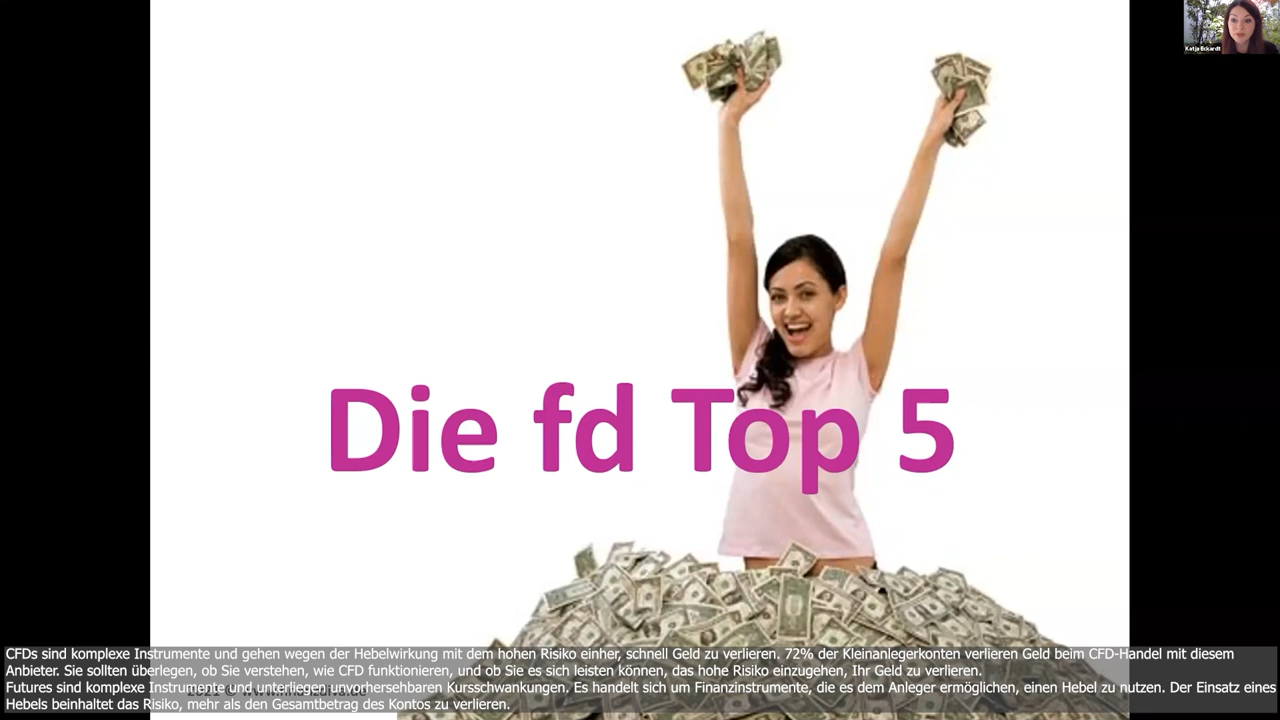 Katja Eckardt
Die fd Top 5
CFDs sind komplexe Instrumente und gehen wegen der Hebelwirkung mit dem hohen Risiko einher, schnell Geld zu verlieren. 72% der Kleinanlegerkonten verlieren Geld beim CFD-Handel mit diesem
Anbieter. Sie sollten überlegen, ob Sie verstehen, wie CFD funktionieren, und ob Sie es sich leisten können, das hohe Risiko einzugehen, Ihr Geld zu verlieren.
Futures sind komplexe Instrumente und unterliegen unvorhersehbaren Kursschwankungen. Es handelt sich um Finanzinstrumente, die es dem Anleger ermöglichen, einen Hebel zu nutzen. Der Einsatz eines
Hebels beinhaltet das Risiko, mehr als den Gesamtbetrag des Kontos zu verlieren.